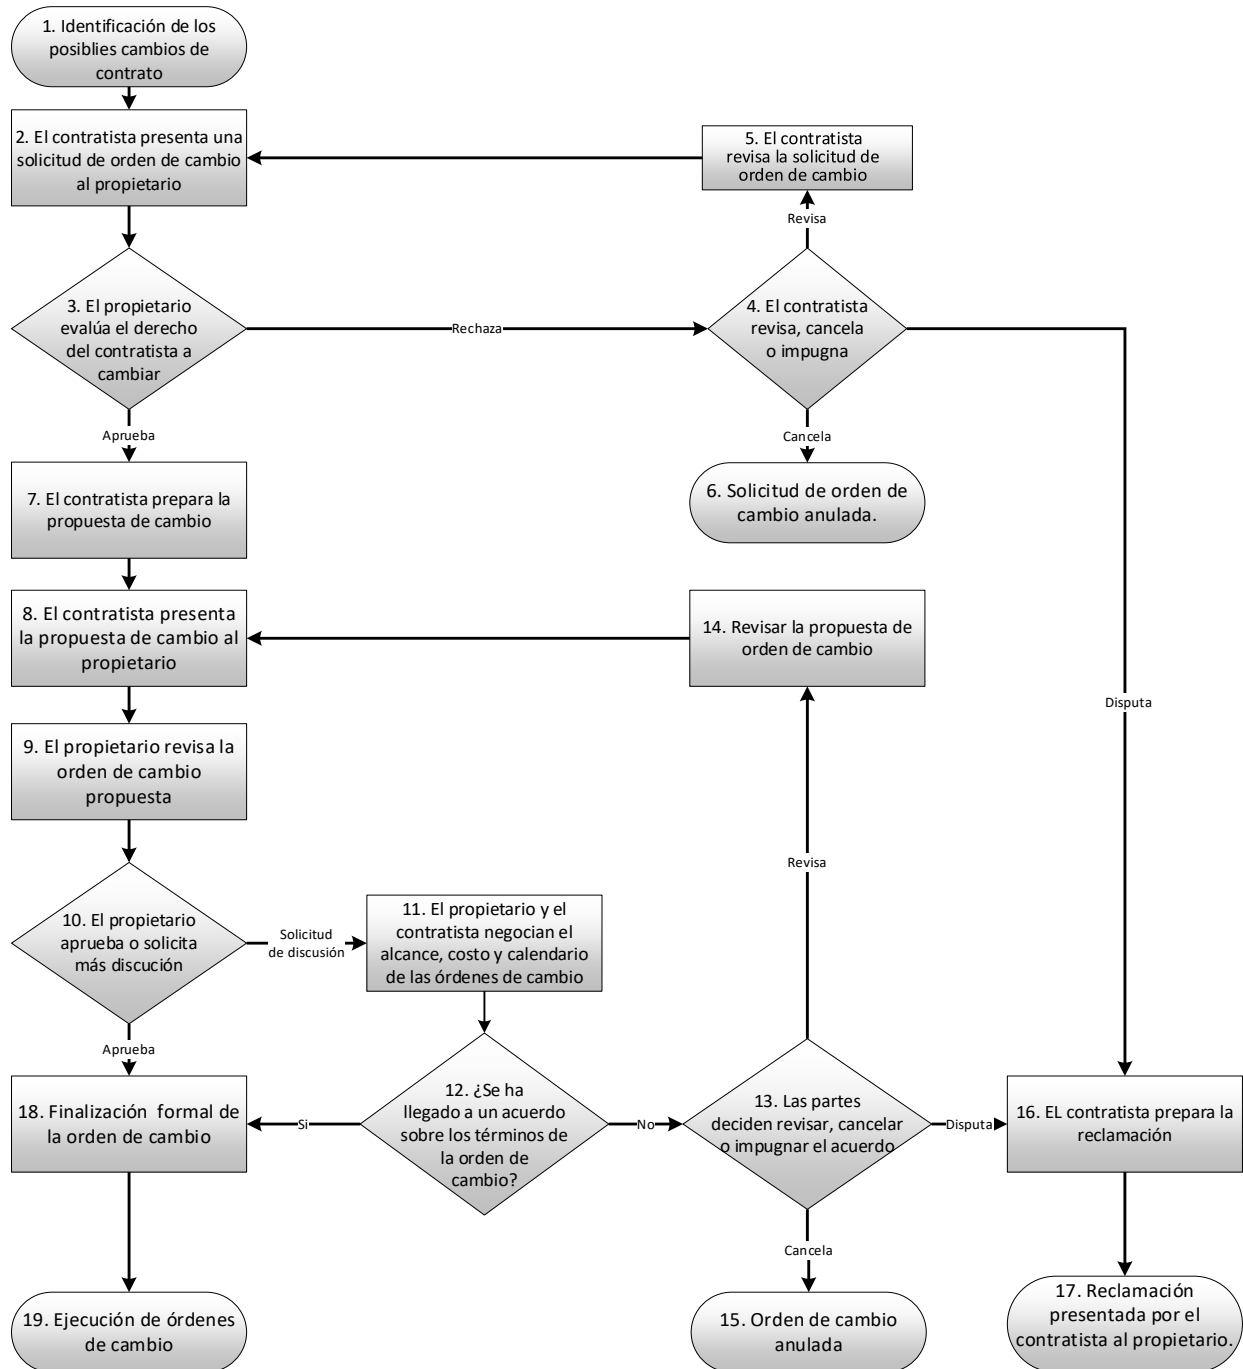 1. Identificación de los
posiblies cambios de
contrato
2. El contratista presenta una
solicitud de orden de cambio
al propietario
5. El contratista
revisa la solicitud de
orden de cambio
Revisa
3. El propietario
evalúa el derecho
del contratista a
cambiar
Rechaza
4. El contratista
revisa, cancela
o impugna
Aprueba
Cancela
7. El contratista prepara la
propuesta de cambio
6. Solicitud de orden de
cambio anulada.
8. El contratista presenta
la propuesta de cambio al
propietario
14. Revisar la propuesta de
orden de cambio
Disputa
9. El propietario revisa la
orden de cambio
propuesta
Revisa
10. El propietario
aprueba o solicita
más discución
Solicitud
de discusión
11. El propietario y el
contratista negocian el
alcance, costo y calendario
de las órdenes de cambio
Aprueba
18. Finalización formal de
la orden de cambio
Si
12. ¿Se ha
llegado a un acuerdo
sobre los términos de
la orden de
cambio?
No
13. Las partes
deciden revisar, cancelar
o impugnar el acuerdo
Disputa
16. EL contratista prepara la
reclamación
Cancela
19. Ejecución de órdenes
de cambio
15. Orden de cambio
anulada
17. Reclamación
presentada por el
contratista al propietario.